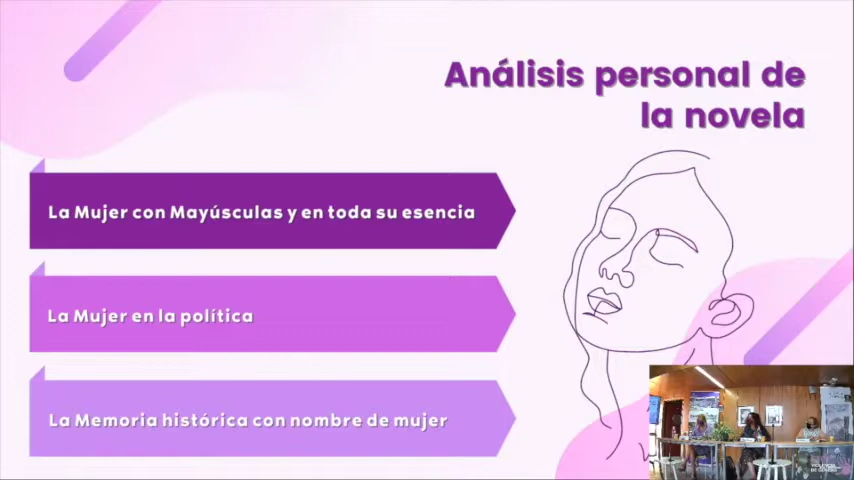 Análisis personal de
la novela
La Mujer con Mayúsculas y en toda su esencia
La Mujer en la política
La Memoria histórica con nombre de mujer